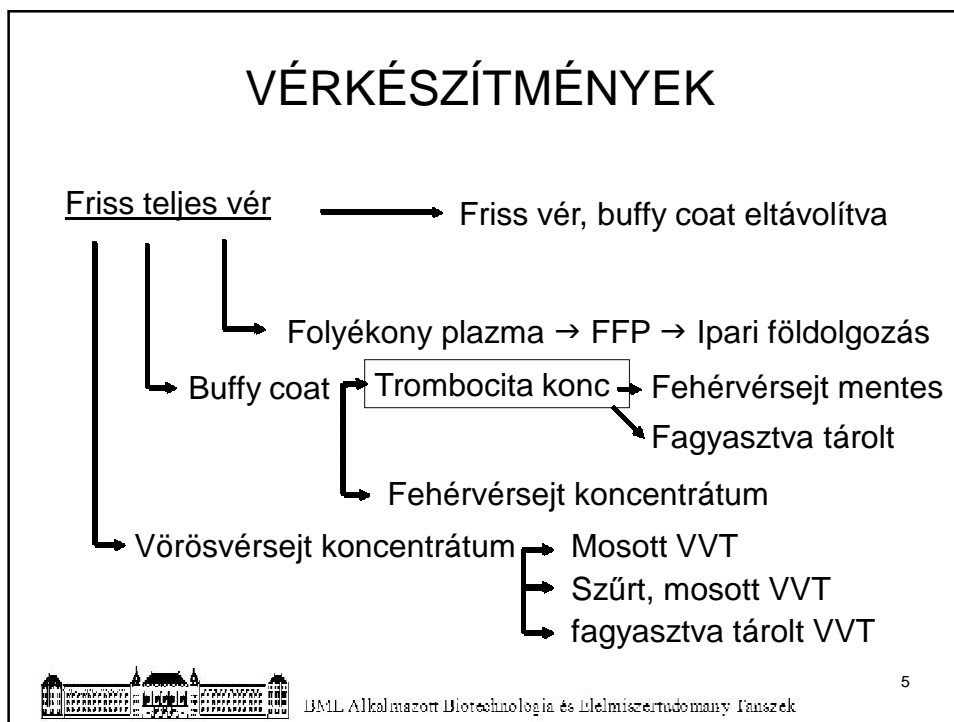 VÉRKÉSZÍTMÉNYEK
Friss teljes vér
Friss vér, buffy coat eltávolítva
Folyékony plazma → FFP → Ipari földolgozás
Buffy coat
Trombocita konc
Fehérvérsejt mentes
Fagyasztva tárolt
Fehérvérsejt koncentrátum
Vörösvérsejt koncentrátum
Mosott VVT
Szűrt, mosott VVT
fagyasztva tárolt VVT
5
BME Alkalmazott Biotechnológia és Élelmiszertudomány Tanszék